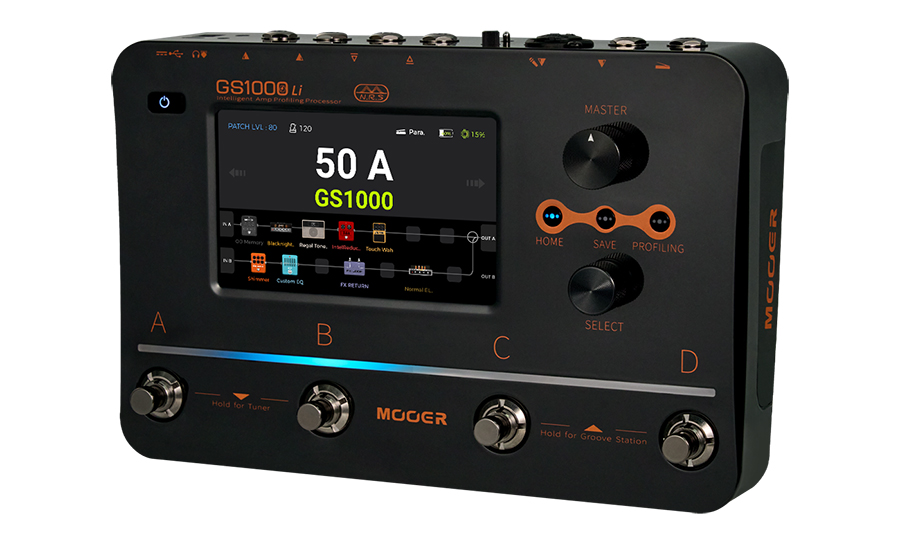 GS1000 Li
Intelligent Amp Profiling Processor
N.R.S
MASTER
PATCH LVL : 80
120
Para.
15%
50 A
GS1000
IN A
Blacknight.
Regal Tone.
Touch Wah
OUT A
IN B
Shimmer
Custom EQ
FX RETURN
OUT B
HOME
SAVE
PROFILING
SELECT
MOOER
A
B
C
D
Hold for Tuner
MOOER
Hold for Groove Station